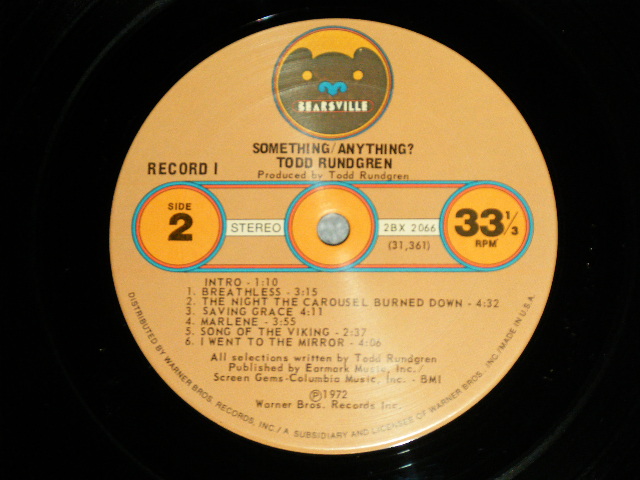 BEARSVILLE
SOMETHING/ANYTHING?
TODD RUNDGREN
Produced by Todd Rundgren
RECORD 1
SIDE
2
STEREO
2BX 2066
(31,361)
33 1/3
RPM
INTRO - 1:10
1. BREATHLESS - 3:15
2. THE NIGHT THE CAROUSEL BURNED DOWN - 4:32
3. SAVING GRACE 4:11
4. MARLENE - 3:55
5. SONG OF THE VIKING - 2:37
6. I WENT TO THE MIRROR - 4:06
All selections written by Todd Rundgren
Published by Earmark Music, Inc./
Screen Gems-Columbia Music, Inc. - BMI
℗1972
Warner Bros. Records Inc.
DISTRIBUTED BY WARNER BROS. RECORDS, INC./A SUBSIDIARY AND LICENSEE OF WARNER BROS. INC./MADE IN U.S.A.